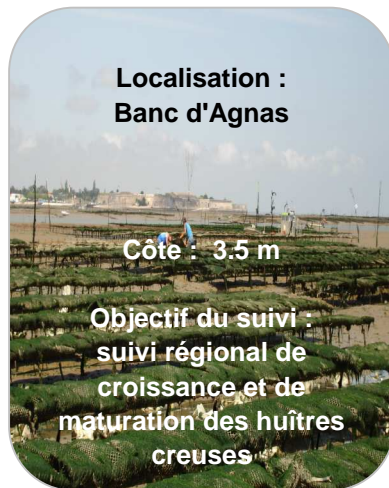 Localisation :
Banc d'Agnas
Côte : 3.5 m
Objectif du suivi :
suivi régional de
croissance et de
maturation des huîtres
creuses